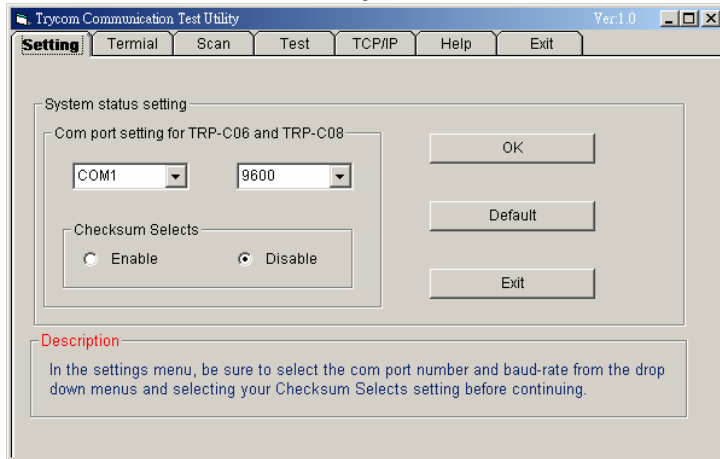 Trycom Communication Test Utility Ver:1.0
Setting Termial Scan Test TCP/IP Help Exit
System status setting
Com port setting for TRP-C06 and TRP-C08
COM1 9600
OK
Checksum Selects
Default
Enable Disable
Exit
Description
In the settings menu, be sure to select the com port number and baud-rate from the drop
down menus and selecting your Checksum Selects setting before continuing.